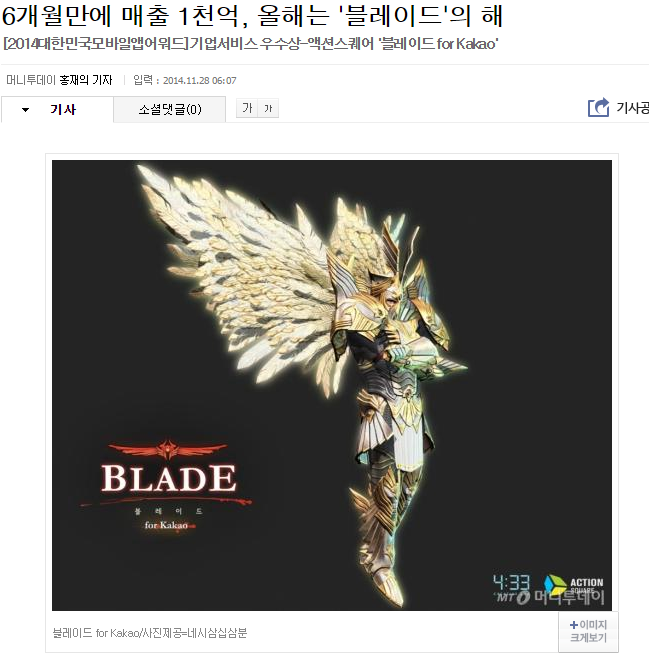 6개월만에 매출 1천억, 올해는 '블레이드'의 해
[2014대한민국모바일앱어워드]기업서비스 우수상-액션스퀘어 '블레이드 for Kakao'
머니투데이 홍재의 기자 입력 : 2014.11.28 06:07
기사 소셜댓글(0) 가 가 기사공
BLADE
블레이드
for Kakao
4:33 ACTION SQUARE
'MT 머니투데이
블레이드 for Kakao/사진제공=네시삼십삼분
+이미지
크게보기